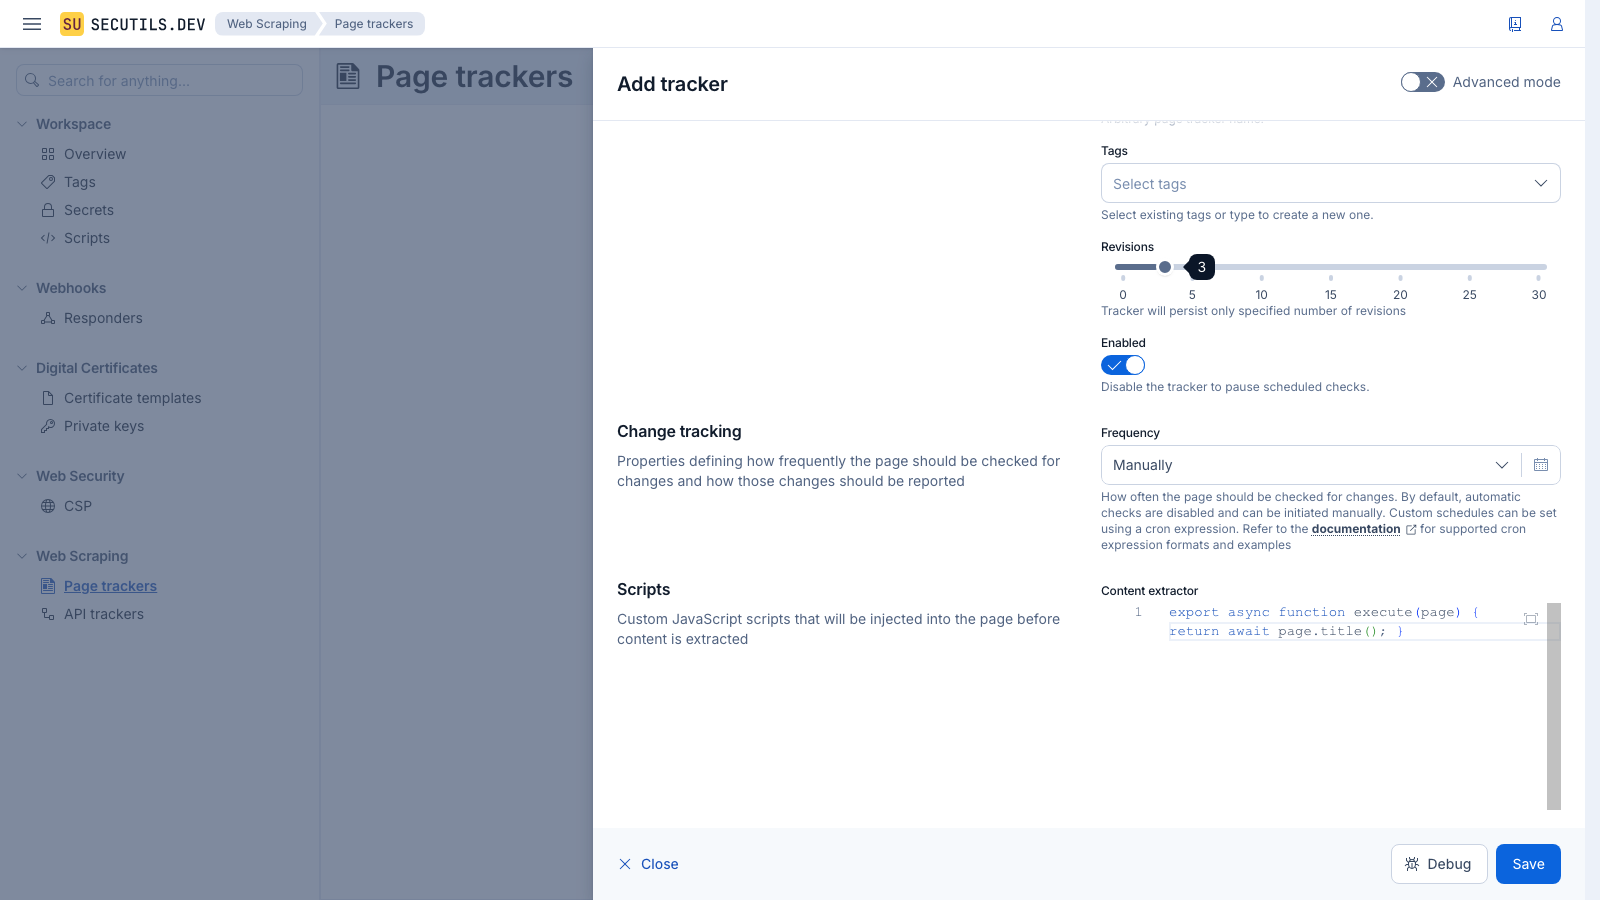 SU SECUTILS.DEV
Web Scraping
Page trackers
Search for anything...
Workspace
Overview
Tags
Secrets
Scripts
Webhooks
Responders
Digital Certificates
Certificate templates
Private keys
Web Security
CSP
Web Scraping
Page trackers
API trackers
Page trackers
Add tracker
Advanced mode
Tags
Select tags
Select existing tags or type to create a new one.
Revisions
3
0 5 10 15 20 25 30
Tracker will persist only specified number of revisions
Enabled
Disable the tracker to pause scheduled checks.
Change tracking
Properties defining how frequently the page should be checked for
changes and how those changes should be reported
Frequency
Manually
How often the page should be checked for changes. By default, automatic
checks are disabled and can be initiated manually. Custom schedules can be set
using a cron expression. Refer to the documentation for supported cron
expression formats and examples
Scripts
Custom JavaScript scripts that will be injected into the page before
content is extracted
Content extractor
1 export async function execute(page) {
return await page.title(); }
Close
Debug
Save